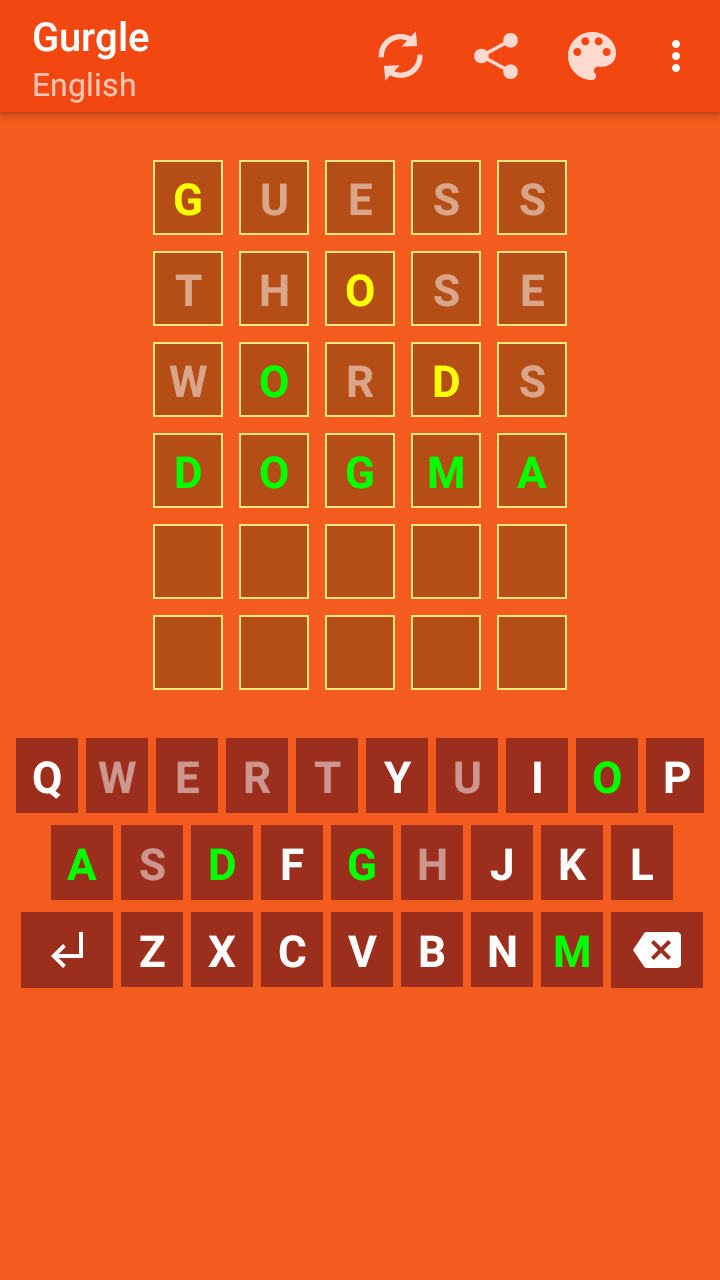 Gurgle
English
G U E S S
T H O S E
W O R D S
D O G M A
Q W E R T Y U I O P
A S D F G H J K L
Z X C V B N M